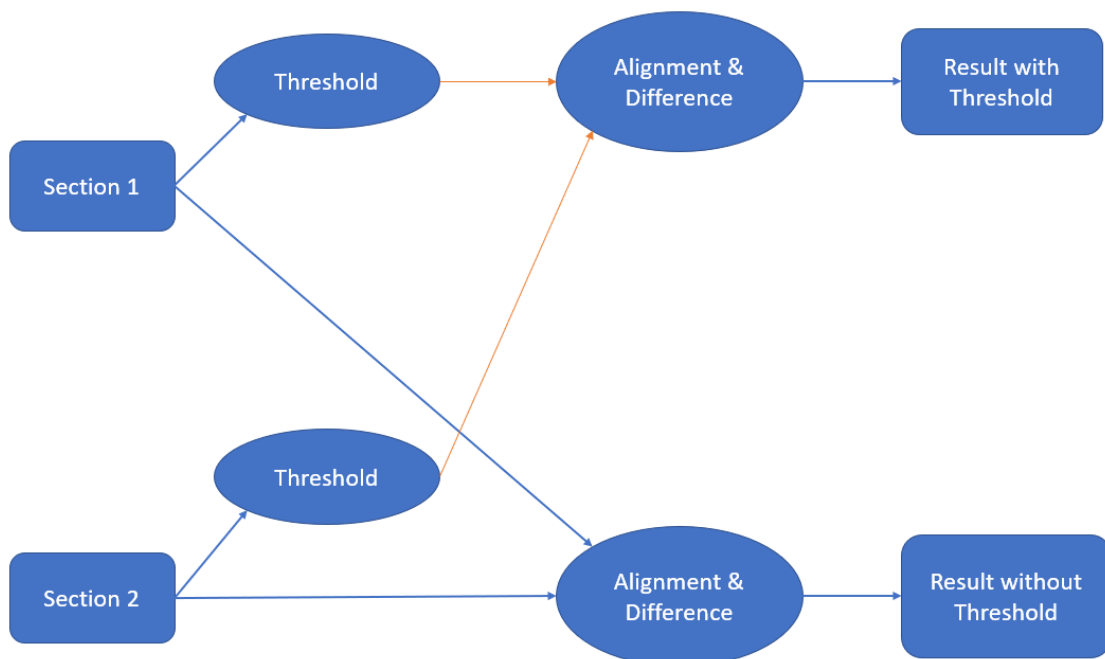 Threshold
Alignment &
Difference
Result with
Threshold
Section 1
Threshold
Section 2
Alignment &
Difference
Result without
Threshold